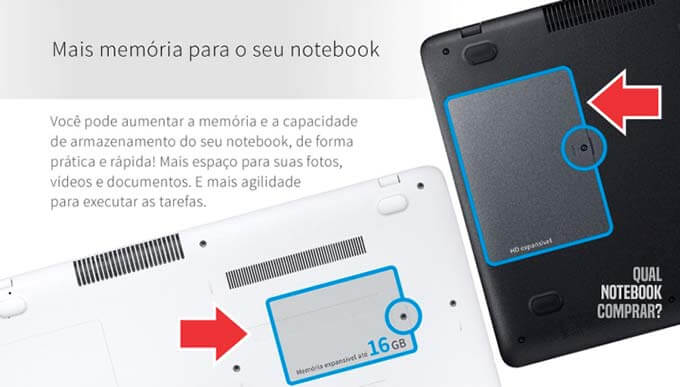 Mais memória para o seu notebook
Você pode aumentar a memória e a capacidade
de armazenamento do seu notebook, de forma
prática e rápida! Mais espaço para suas fotos,
vídeos e documentos. E mais agilidade
para executar as tarefas.
HD expansível
QUAL
NOTEBOOK
COMPRAR?
Memória expansível até 16GB